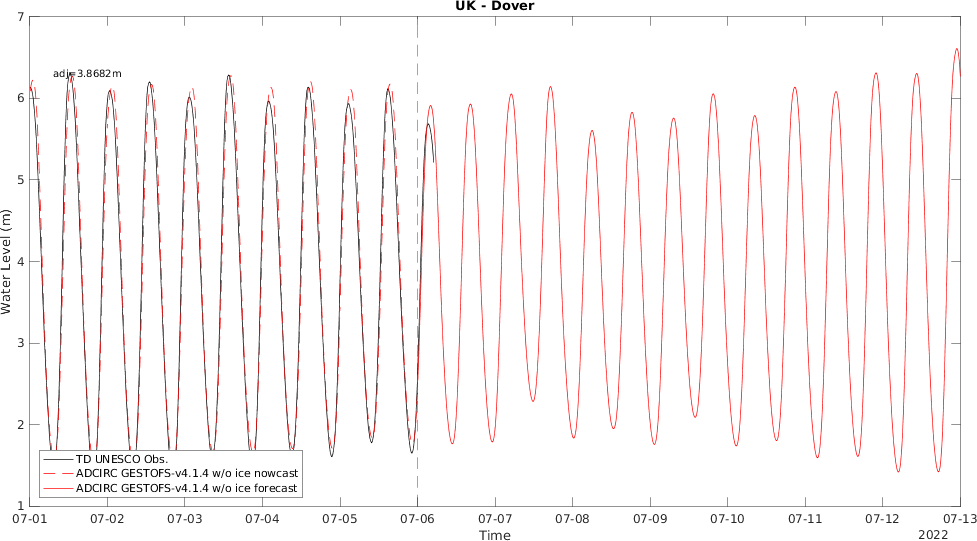 UK - Dover
adj=3.8682m
7
6
5
4
3
2
1
Water Level (m)
TD UNESCO Obs.
ADCIRC GESTOFS-v4.1.4 w/o ice nowcast
ADCIRC GESTOFS-v4.1.4 w/o ice forecast
07-01 07-02 07-03 07-04 07-05 07-06 07-07 07-08 07-09 07-10 07-11 07-12 07-13
Time
2022